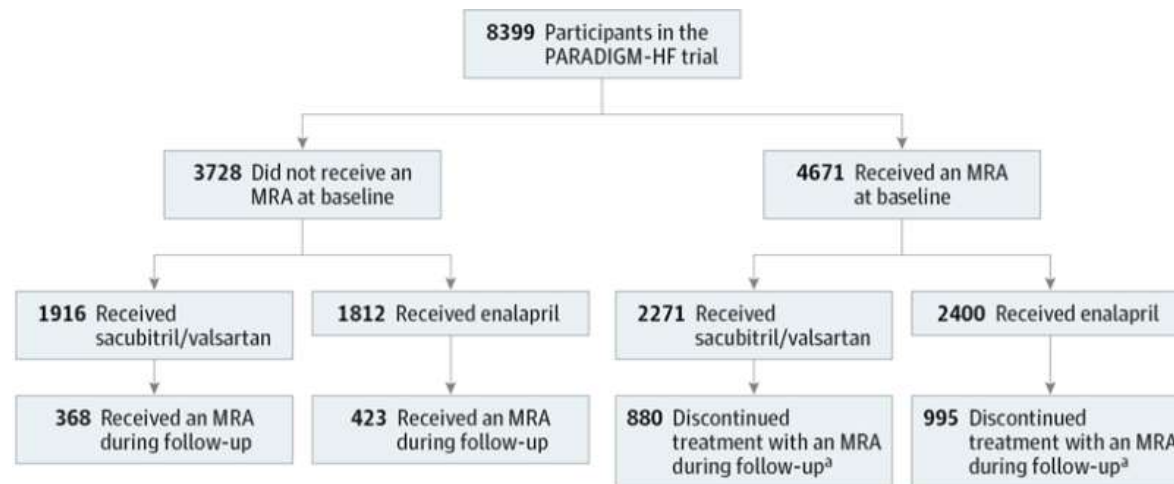 8399 Participants in the
PARADIGM-HF trial
3728 Did not receive an
MRA at baseline
4671 Received an MRA
at baseline
1916 Received
sacubitril/valsartan
1812 Received enalapril
2271 Received
sacubitril/valsartan
2400 Received enalapril
368 Received an MRA
during follow-up
423 Received an MRA
during follow-up
880 Discontinued
treatment with an MRA
during follow-upᵃ
995 Discontinued
treatment with an MRA
during follow-upᵃ